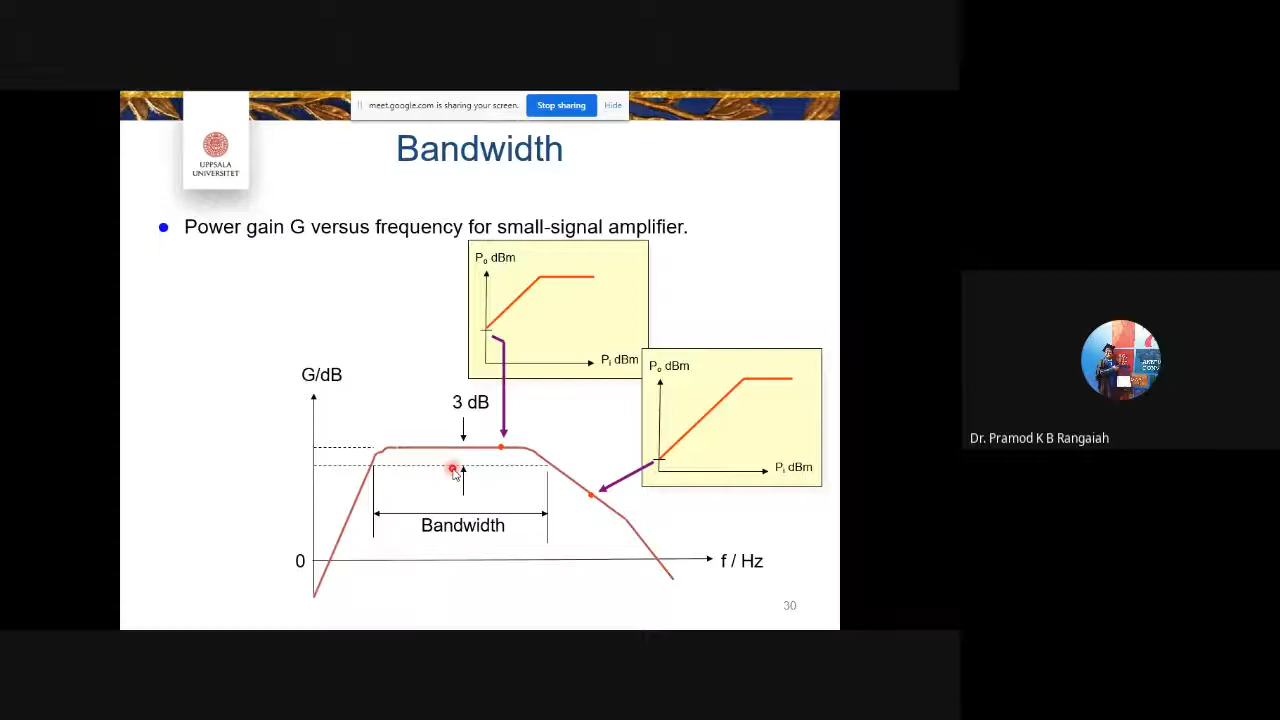 meet.google.com is sharing your screen.
Stop sharing
Hide
UPPSALA
UNIVERSITET
Bandwidth
Power gain G versus frequency for small-signal amplifier.
Po dBm
Pi dBm
Po dBm
Pi dBm
G/dB
3 dB
Bandwidth
0
f / Hz
30
Dr. Pramod K B Rangaiah